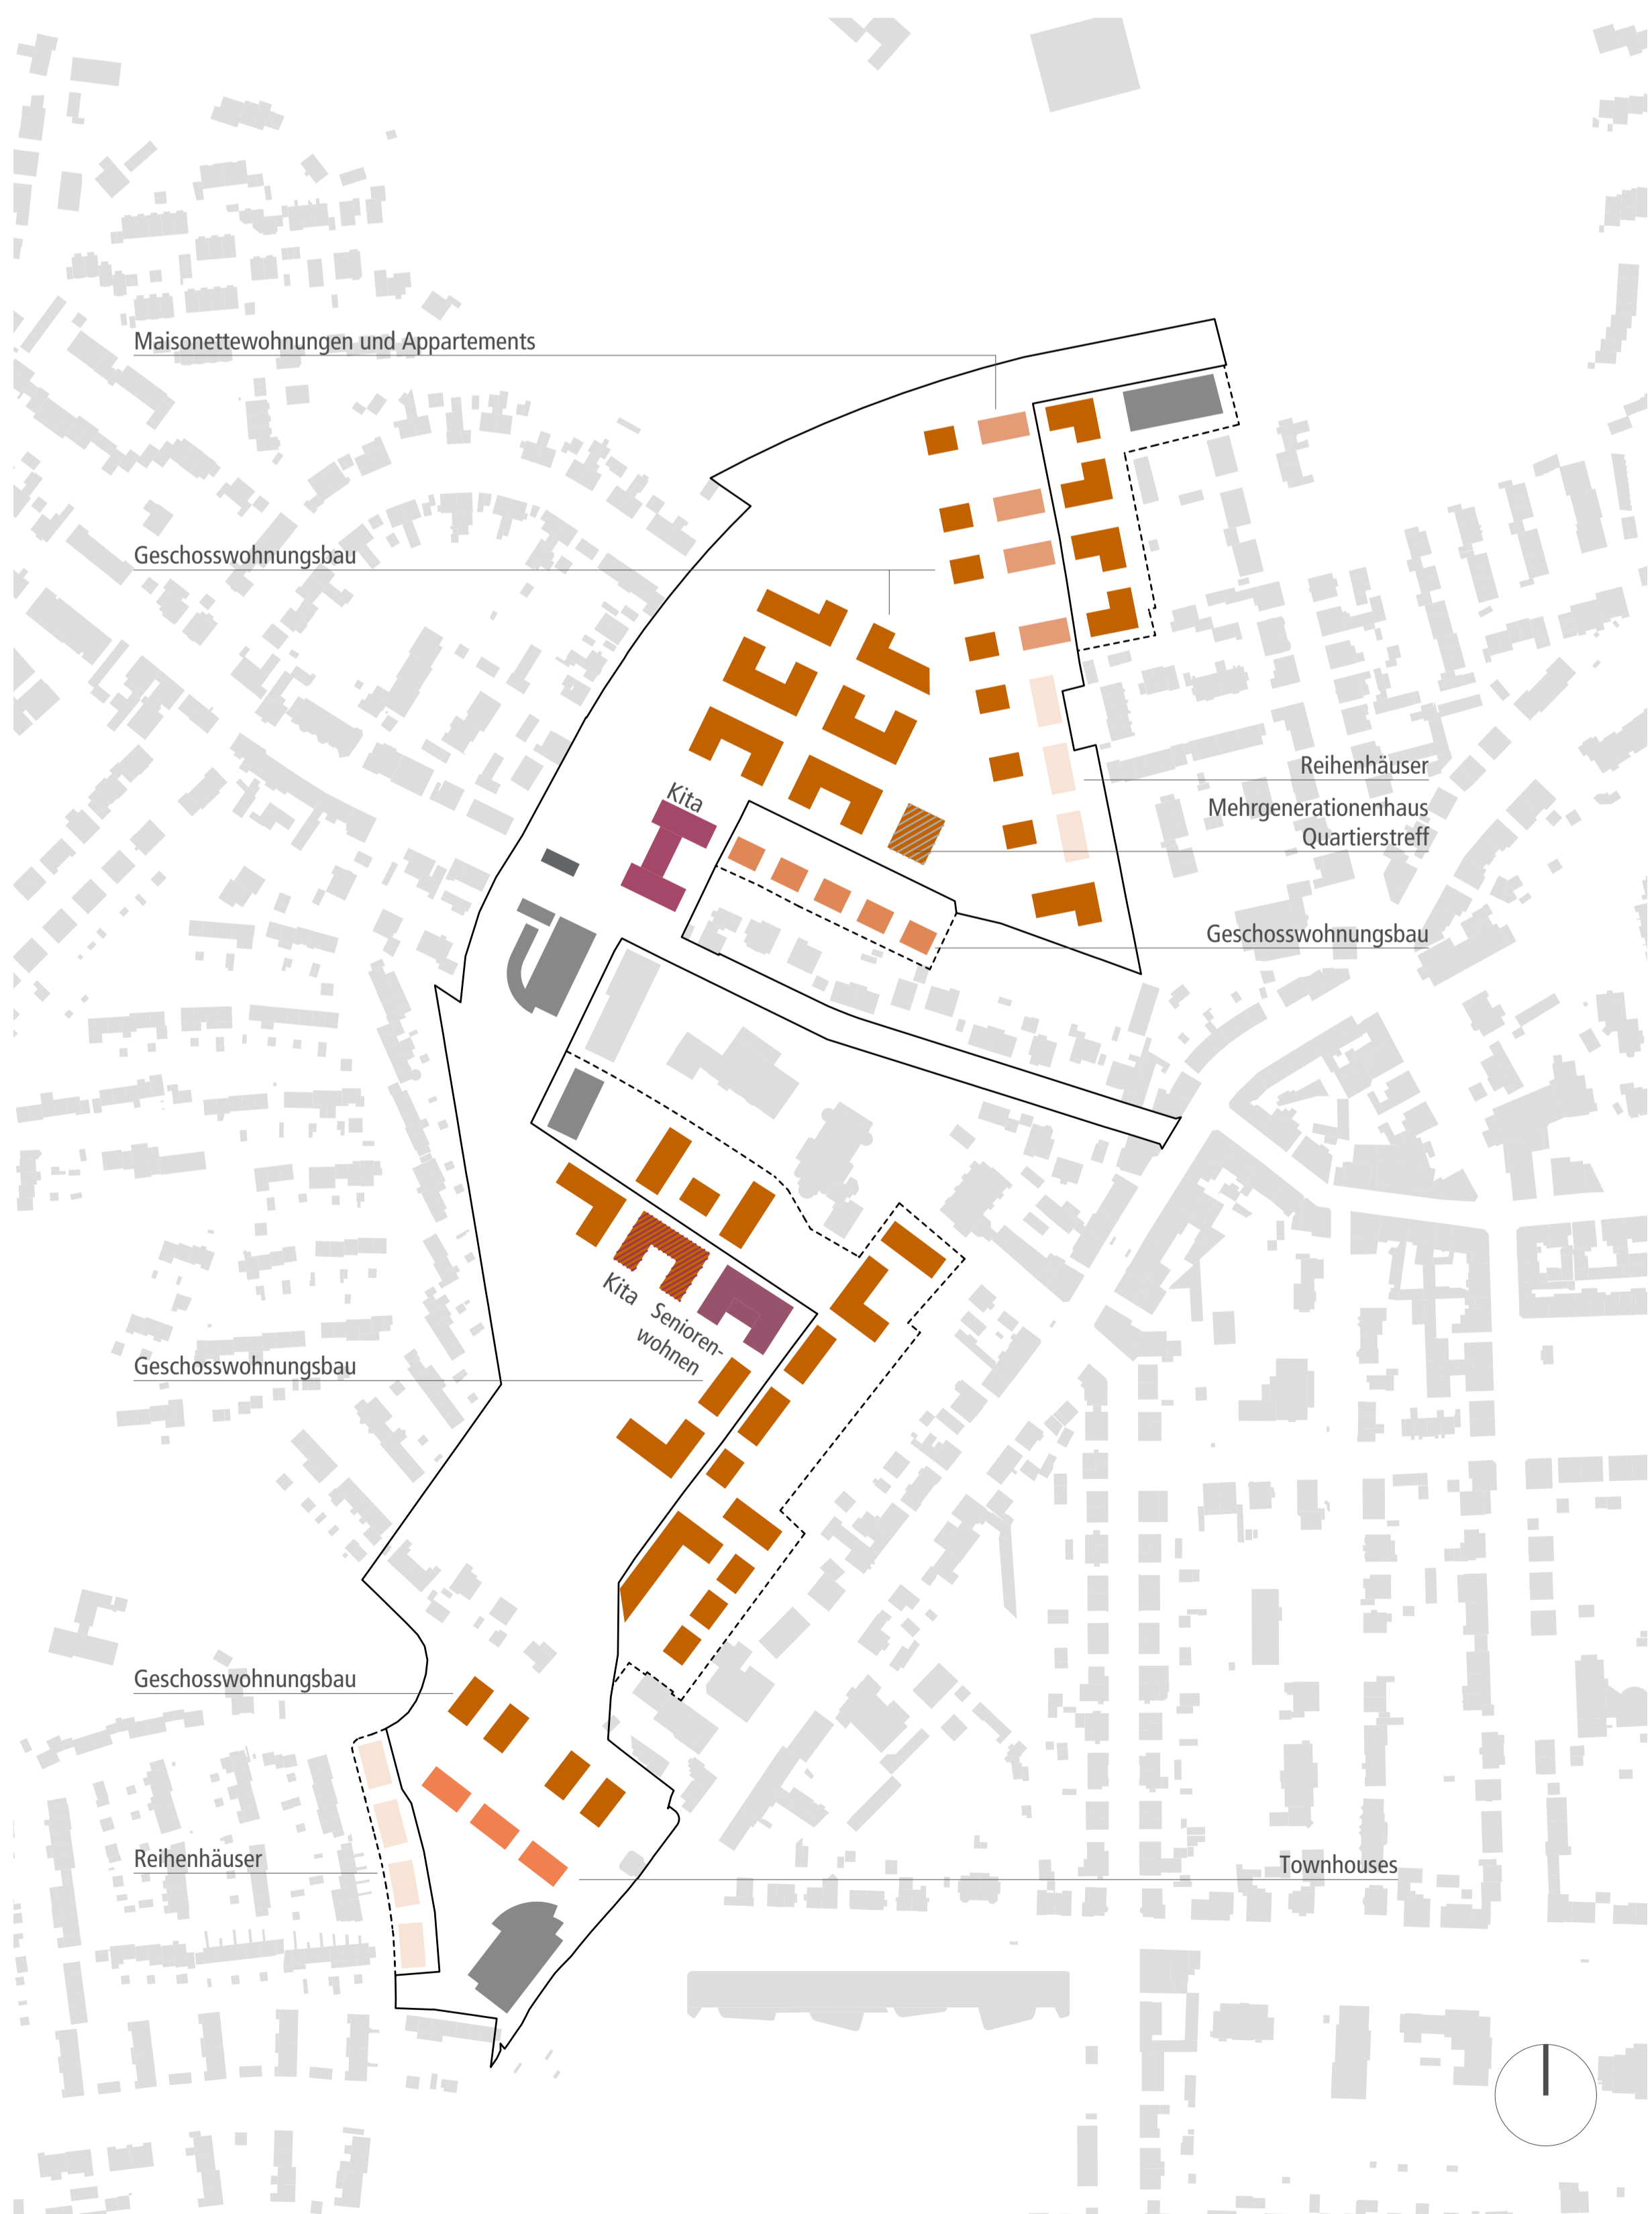 Maisonettewohnungen und Appartements
Geschosswohnungsbau
Reihenhäuser
Kita
Mehrgenerationenhaus
Quartierstreff
Geschosswohnungsbau
Kita
Senioren-
wohnen
Geschosswohnungsbau
Geschosswohnungsbau
Reihenhäuser
Townhouses